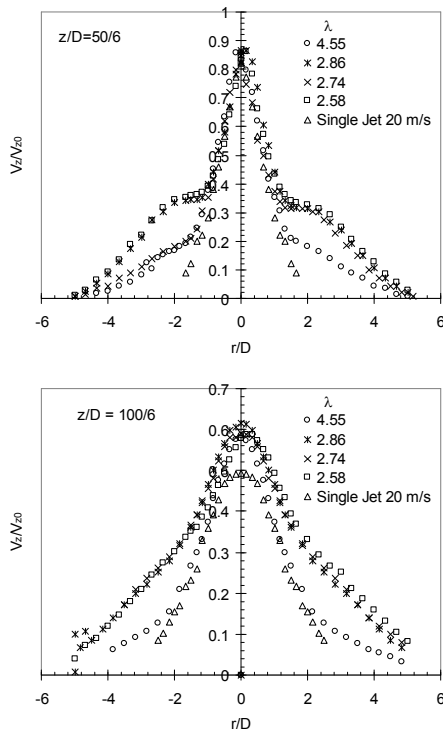 z/D=50/6
λ
4.55
2.86
2.74
2.58
Single Jet 20 m/s
1
0.9
0.8
0.7
0.6
0.5
0.4
0.3
0.2
0.1
0
Vz/Vz0
-6 -4 -2 0 2 4 6
r/D
z/D = 100/6
λ
4.55
2.86
2.74
2.58
Single Jet 20 m/s
0.7
0.6
0.5
0.4
0.3
0.2
0.1
0
Vz/Vz0
-6 -4 -2 0 2 4 6
r/D